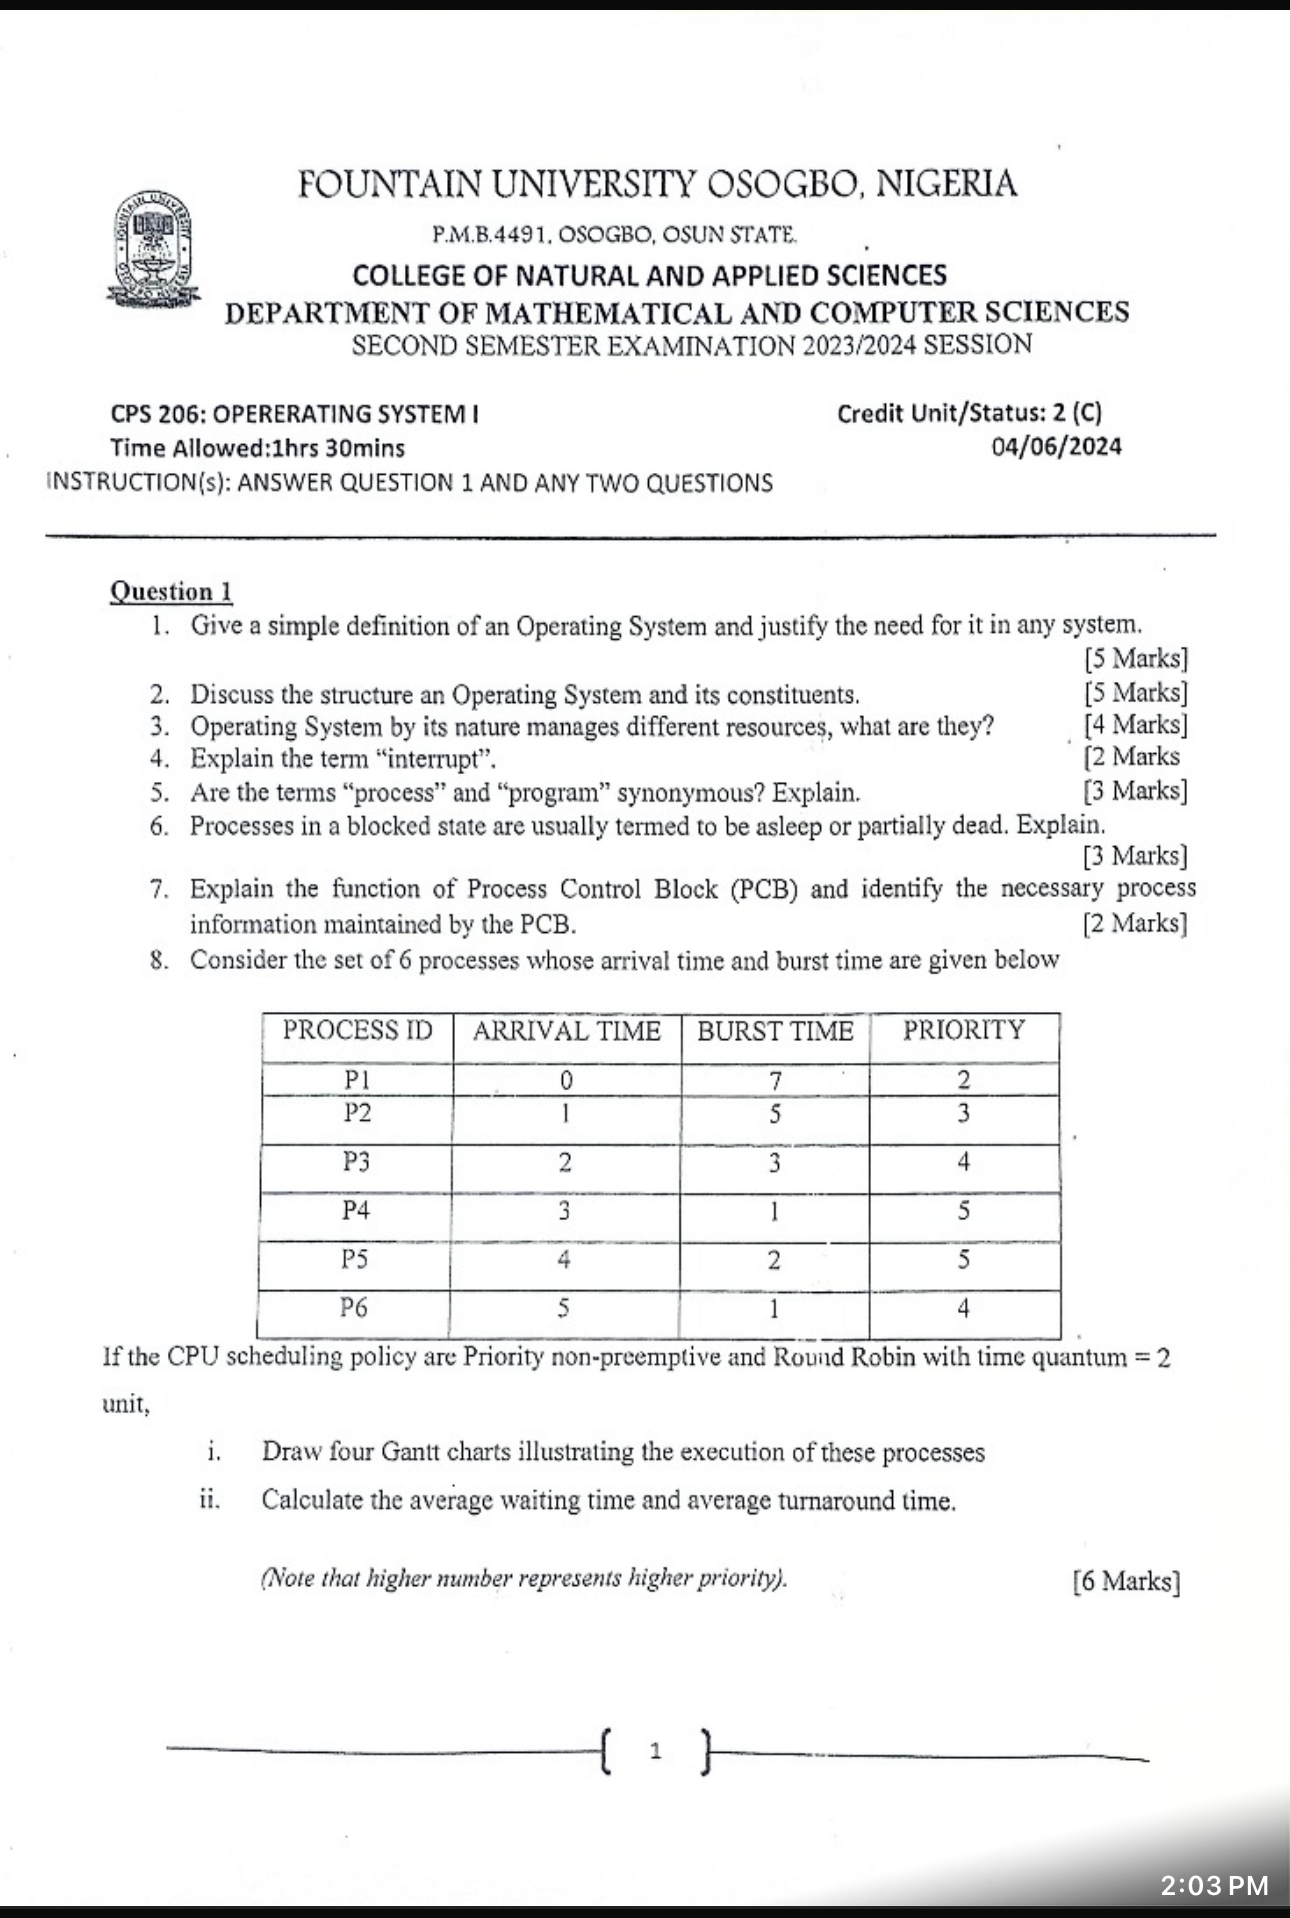 FOUNTAIN UNIVERSITY OSOGBO, NIGERIA
P.M.B.4491, OSOGBO, OSUN STATE.
COLLEGE OF NATURAL AND APPLIED SCIENCES
DEPARTMENT OF MATHEMATICAL AND COMPUTER SCIENCES
SECOND SEMESTER EXAMINATION 2023/2024 SESSION
CPS 206: OPERERATING SYSTEM I Credit Unit/Status: 2 (C)
Time Allowed:1hrs 30mins 04/06/2024
INSTRUCTION(s): ANSWER QUESTION 1 AND ANY TWO QUESTIONS
Question 1
1. Give a simple definition of an Operating System and justify the need for it in any system.
[5 Marks]
2. Discuss the structure an Operating System and its constituents. [5 Marks]
3. Operating System by its nature manages different resources, what are they? [4 Marks]
4. Explain the term “interrupt”. [2 Marks
5. Are the terms “process” and “program” synonymous? Explain. [3 Marks]
6. Processes in a blocked state are usually termed to be asleep or partially dead. Explain.
[3 Marks]
7. Explain the function of Process Control Block (PCB) and identify the necessary process
information maintained by the PCB. [2 Marks]
8. Consider the set of 6 processes whose arrival time and burst time are given below
PROCESS ID ARRIVAL TIME BURST TIME PRIORITY
P1 0 7 2
P2 1 5 3
P3 2 3 4
P4 3 1 5
P5 4 2 5
P6 5 1 4
If the CPU scheduling policy are Priority non-preemptive and Round Robin with time quantum = 2
unit,
i. Draw four Gantt charts illustrating the execution of these processes
ii. Calculate the average waiting time and average turnaround time.
(Note that higher number represents higher priority). [6 Marks]
1
2:03 PM